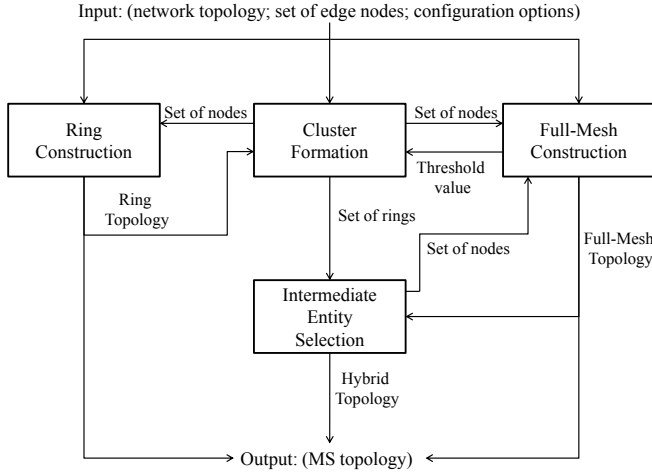 Input: (network topology; set of edge nodes; configuration options)
Set of nodes
Set of nodes
Ring
Construction
Cluster
Formation
Full-Mesh
Construction
Threshold
value
Ring
Topology
Set of rings
Set of nodes
Full-Mesh
Topology
Intermediate
Entity
Selection
Hybrid
Topology
Output: (MS topology)